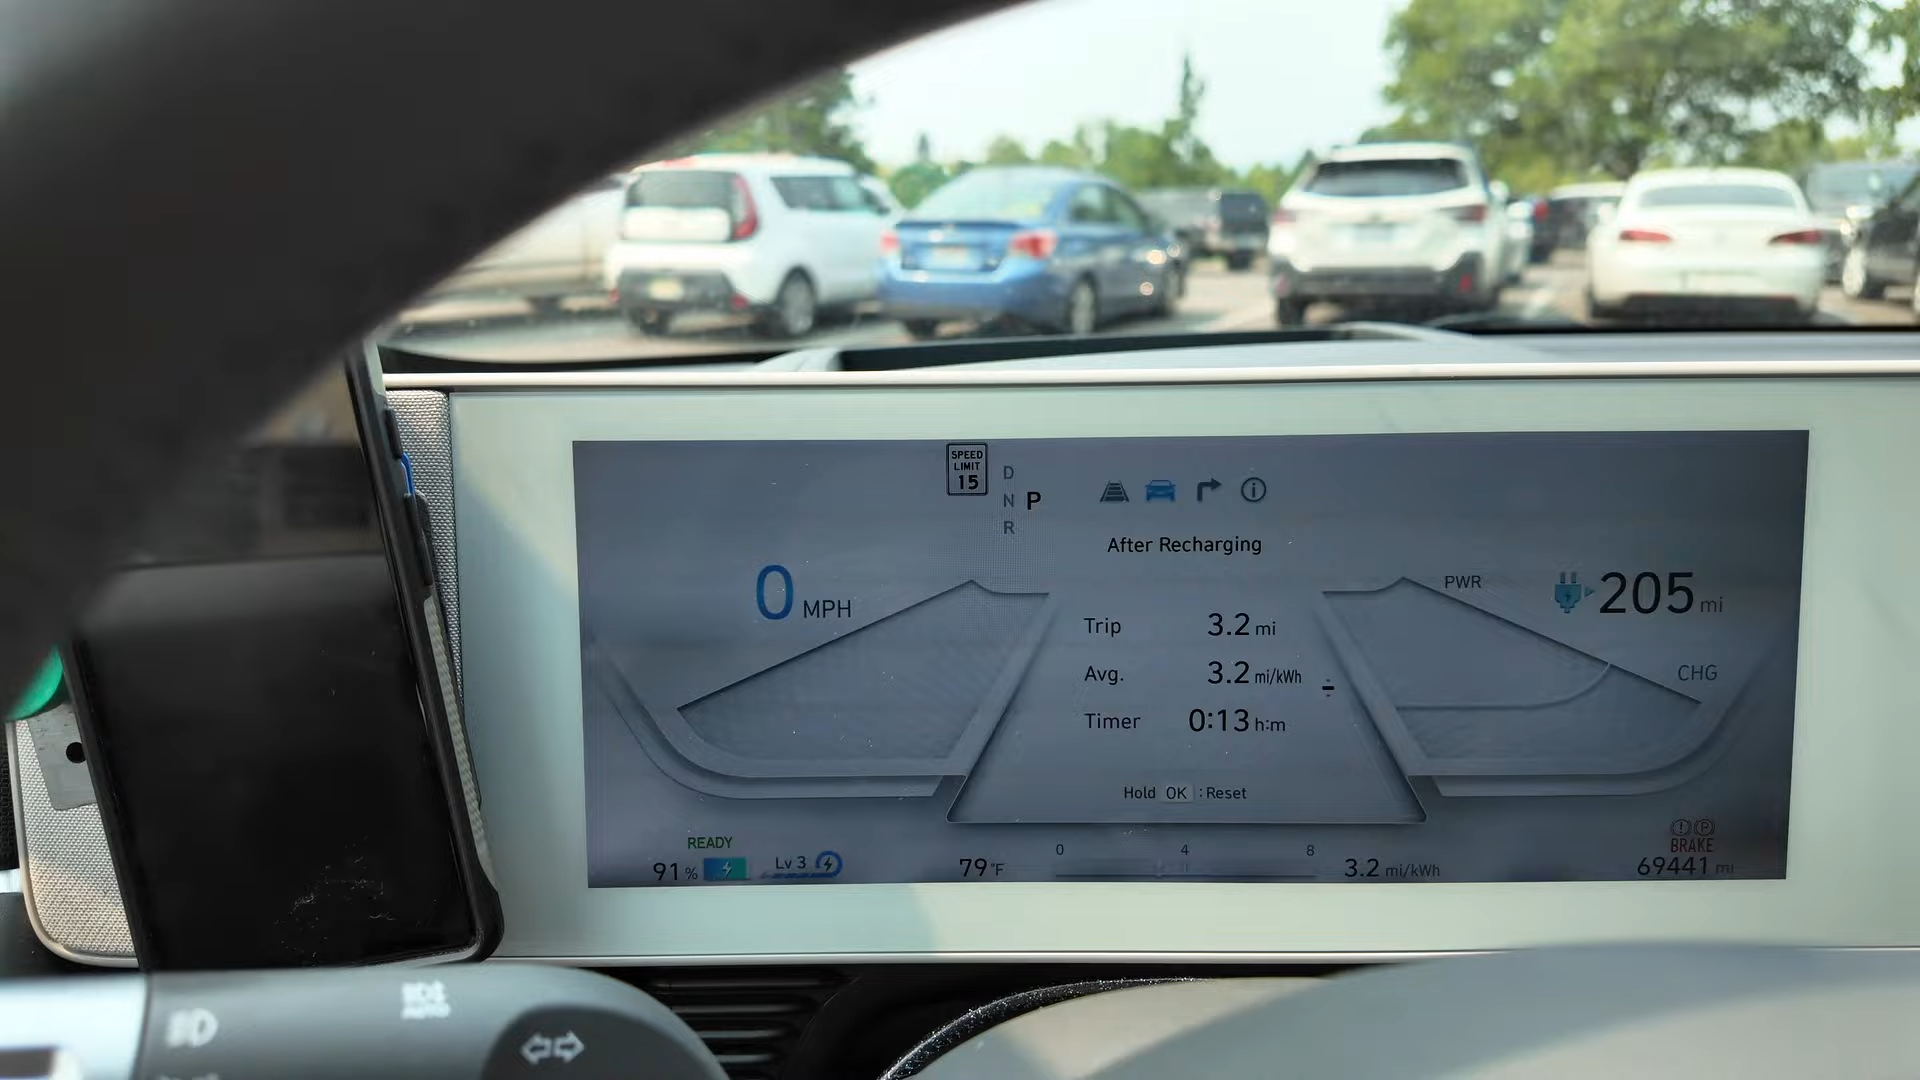 SPEED
LIMIT
15
D
N P
R
After Recharging
0 MPH
PWR
205 mi
Trip 3.2 mi
Avg. 3.2 mi/kWh
CHG
Timer 0:13 h:m
Hold OK : Reset
READY
91% Lv 3
79°F
0 4 8
3.2 mi/kWh
BRAKE
69441 mi
AUTO